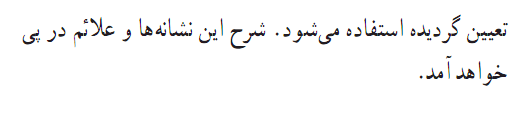 تعیین گردیده استفاده می‌شود. شرح این نشانه‌ها و علائم در پی
خواهد آمد.